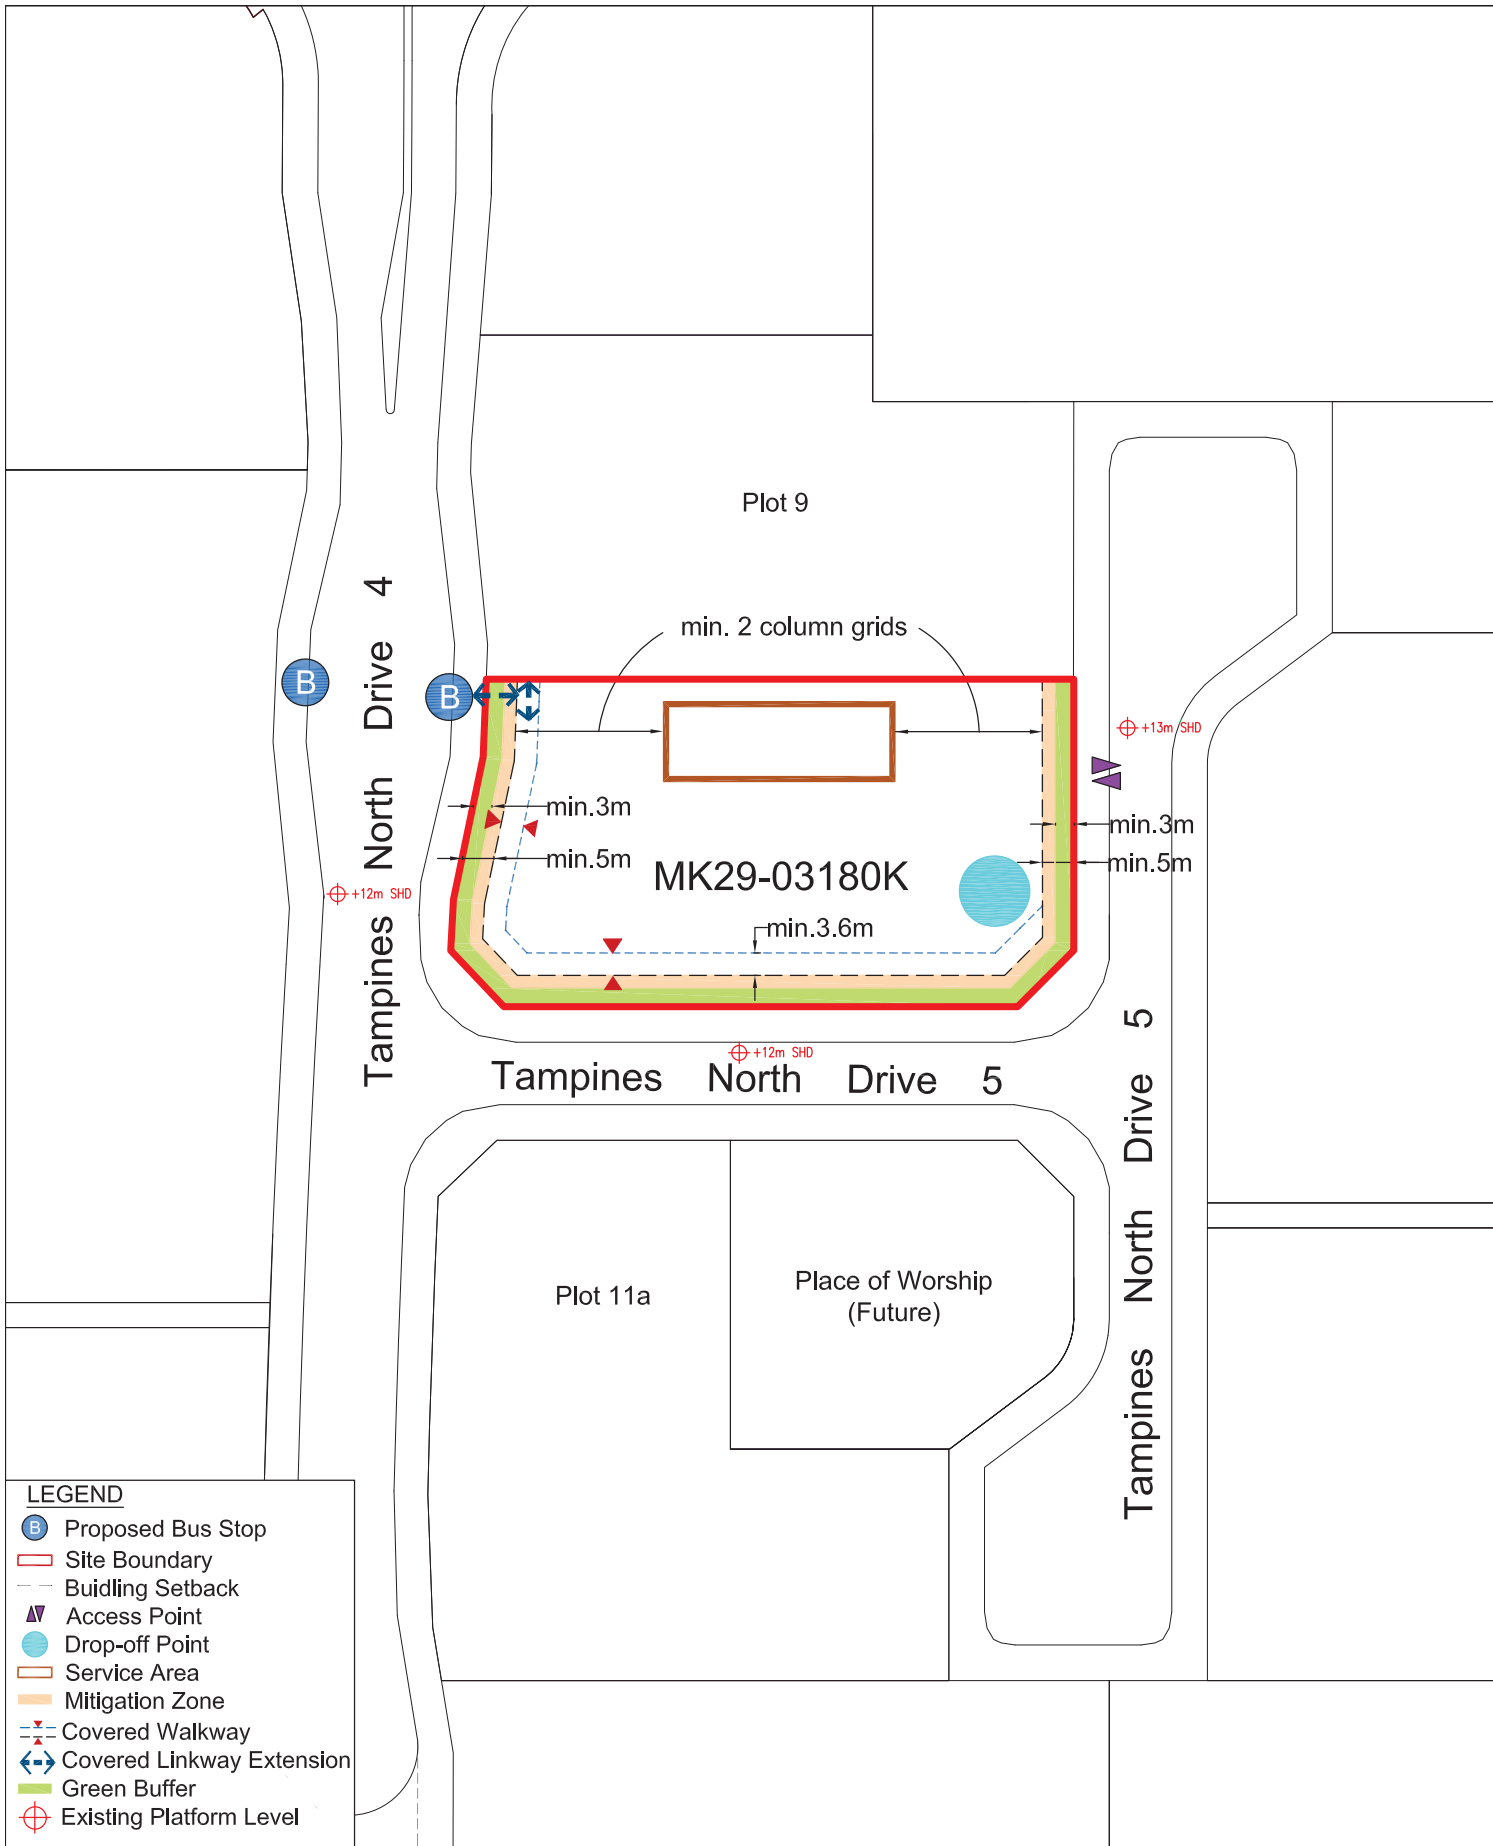 Plot 9
min. 2 column grids
Tampines North Drive 4
B
B
+13m SHD
min.3m
min.5m
MK29-03180K
min.3m
min.5m
min.3.6m
+12m SHD
+12m SHD
Tampines North Drive 5
Tampines North Drive 5
Plot 11a
Place of Worship
(Future)
LEGEND
B Proposed Bus Stop
Site Boundary
Buidling Setback
Access Point
Drop-off Point
Service Area
Mitigation Zone
Covered Walkway
Covered Linkway Extension
Green Buffer
Existing Platform Level